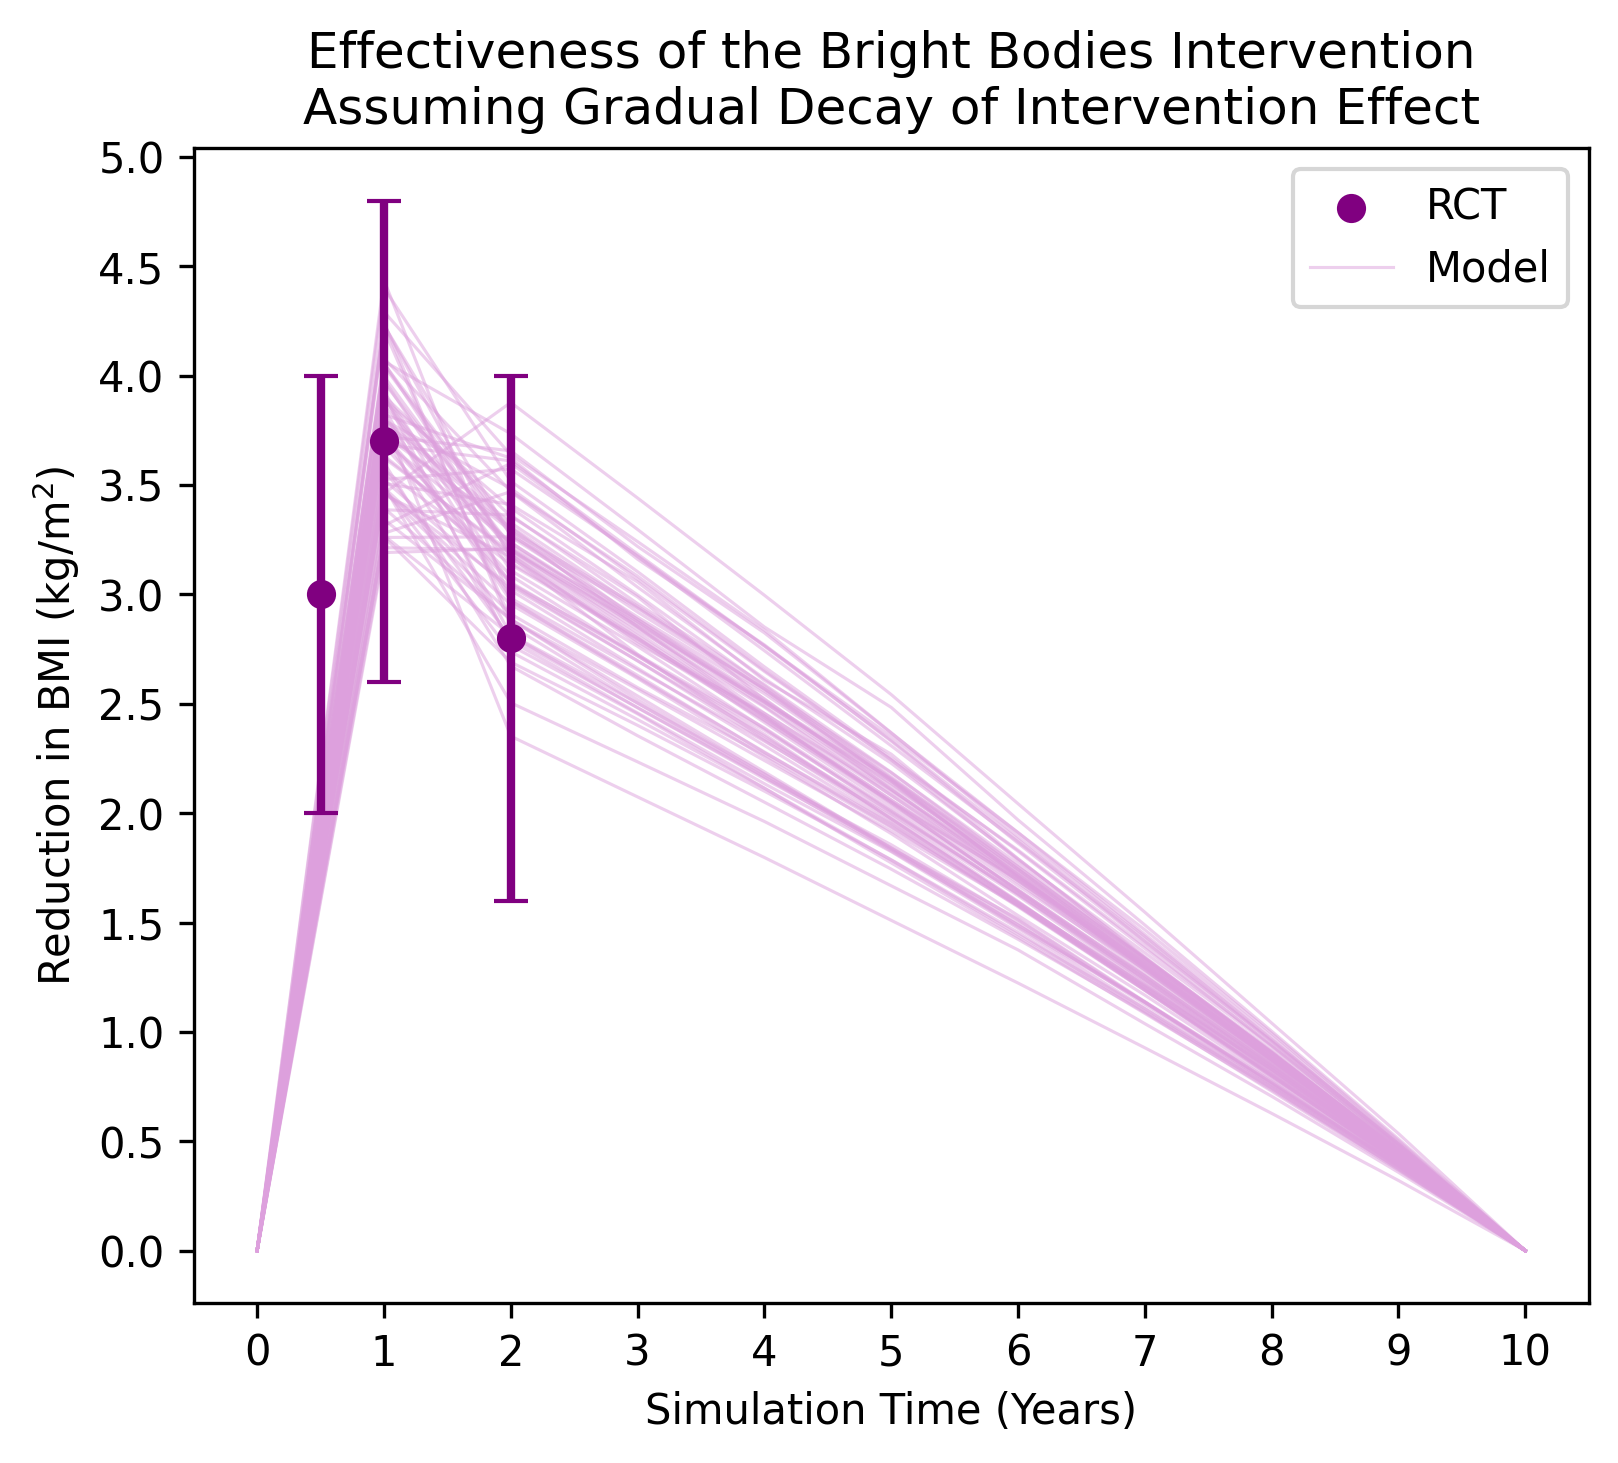 Effectiveness of the Bright Bodies Intervention
Assuming Gradual Decay of Intervention Effect
RCT
Model
Reduction in BMI (kg/m²)
5.0
4.5
4.0
3.5
3.0
2.5
2.0
1.5
1.0
0.5
0.0
0 1 2 3 4 5 6 7 8 9 10
Simulation Time (Years)